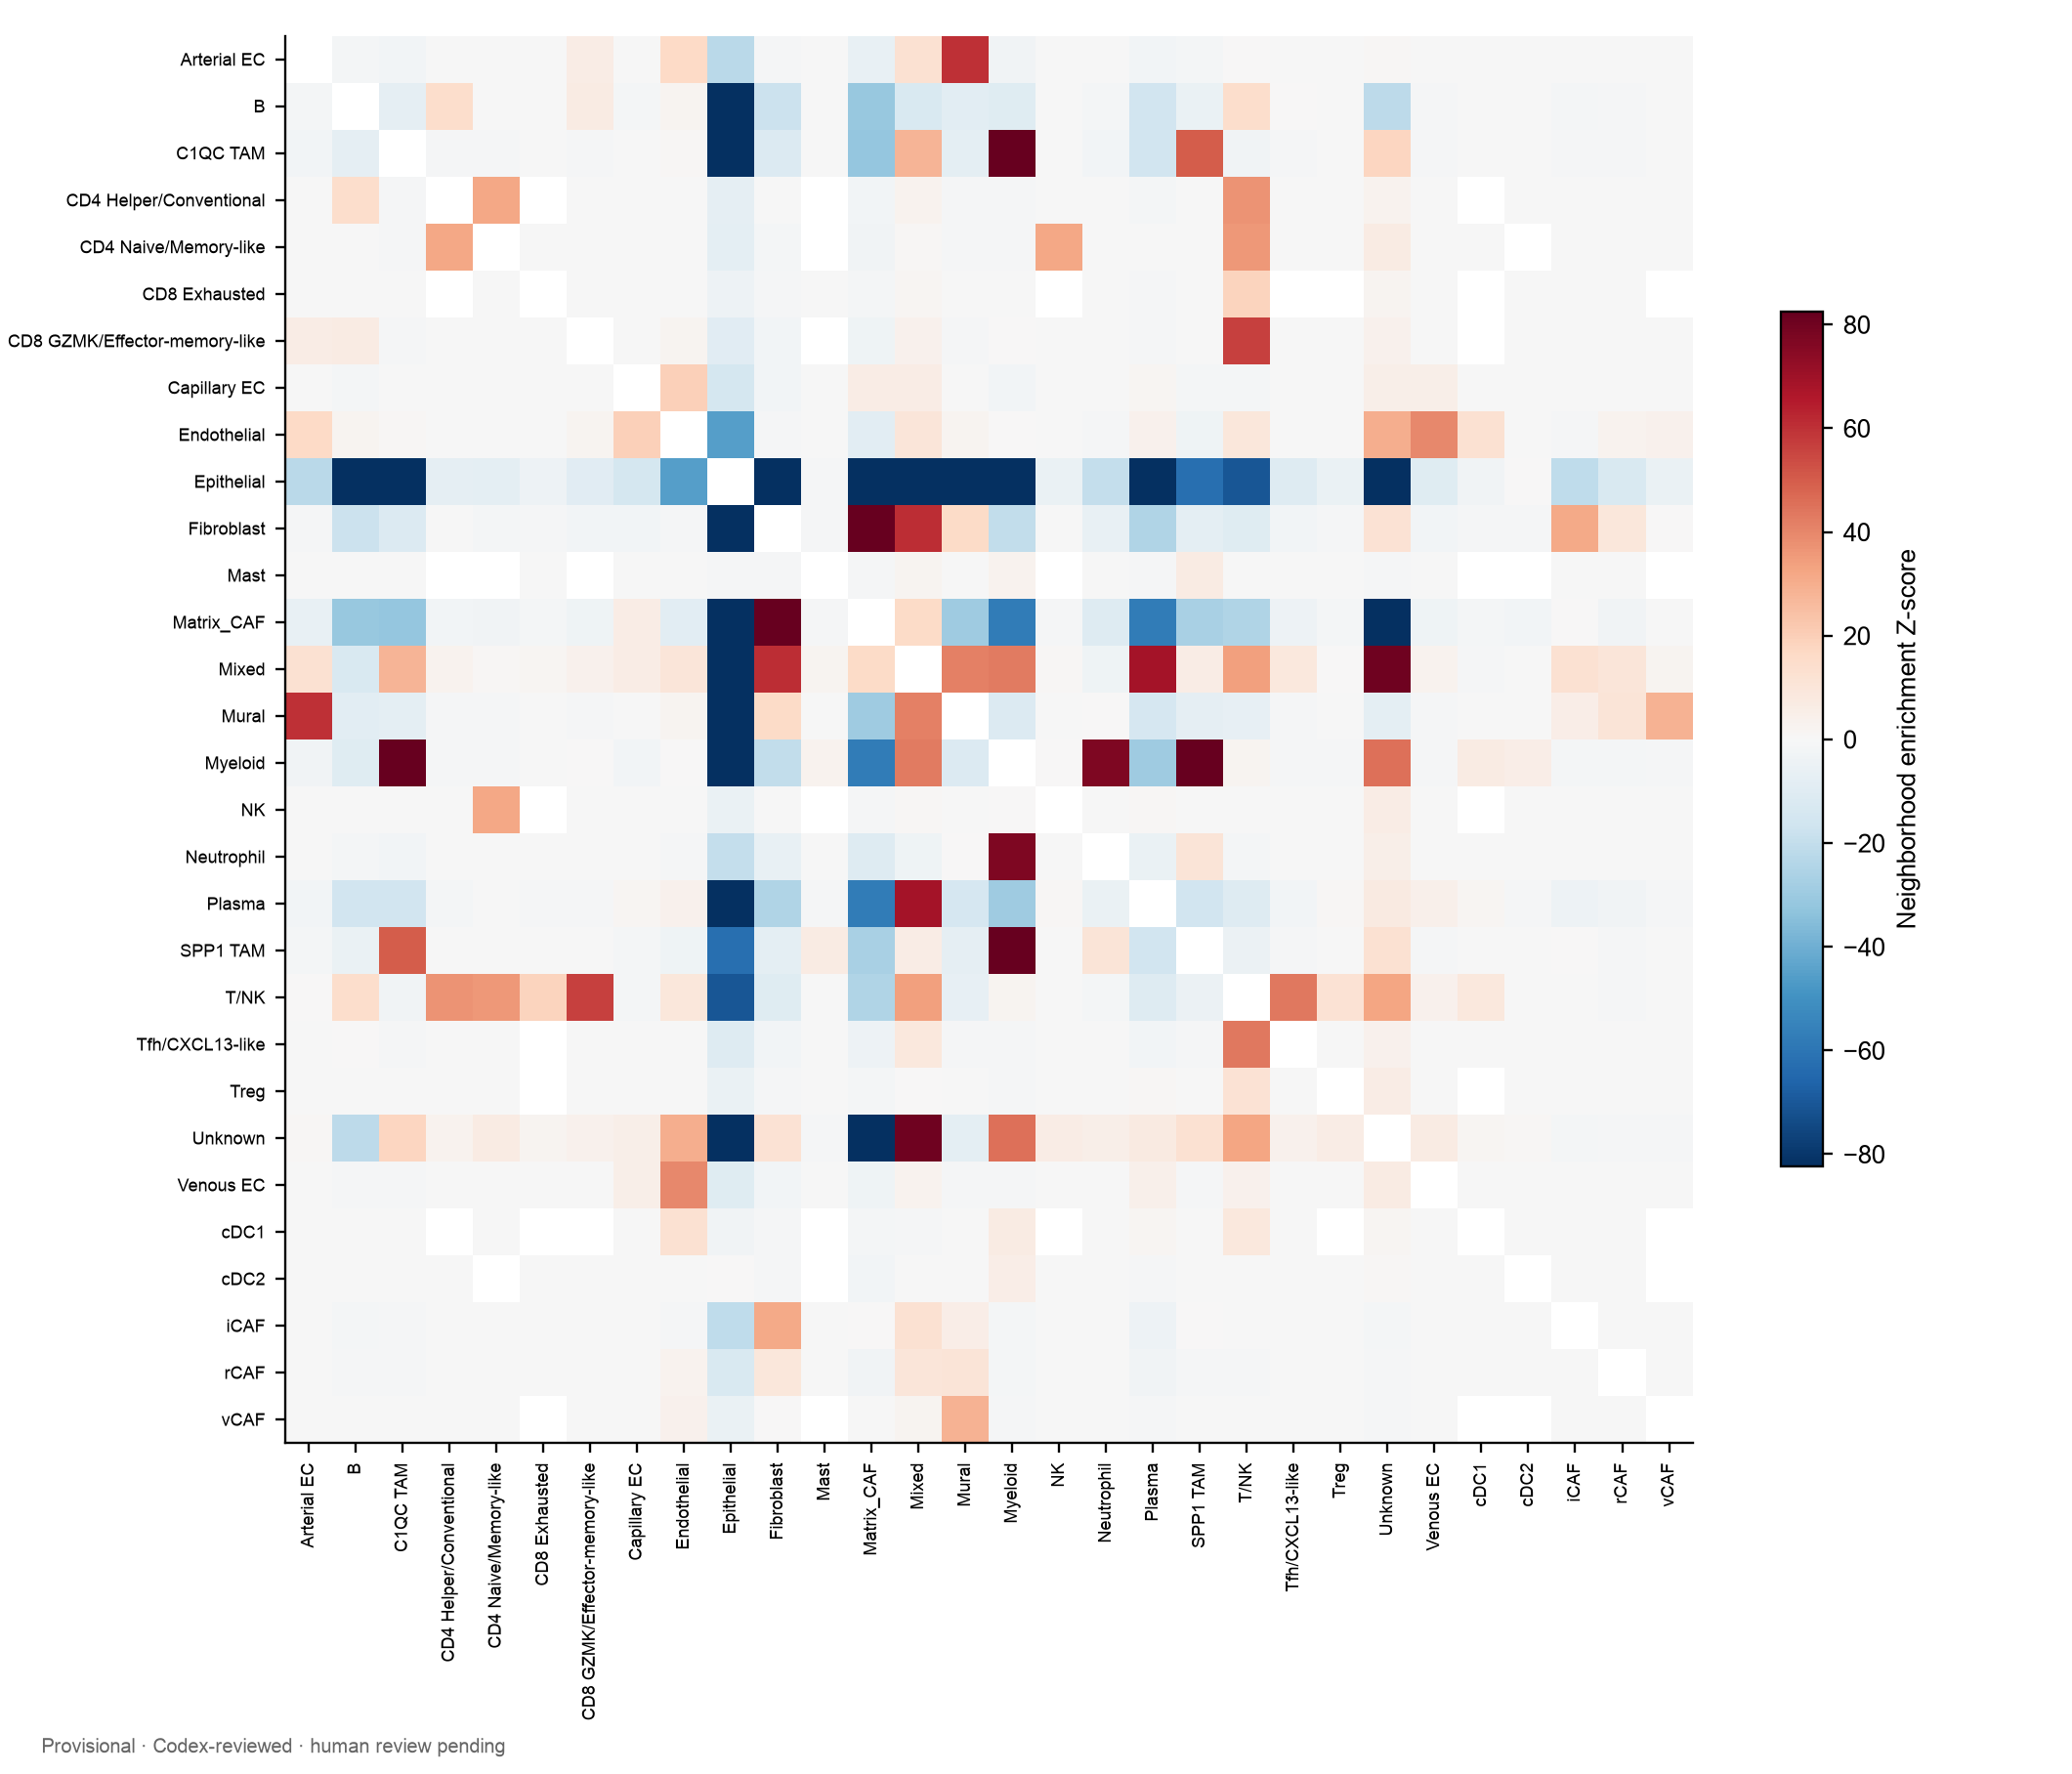 Arterial EC
B
C1QC TAM
CD4 Helper/Conventional
CD4 Naive/Memory-like
CD8 Exhausted
CD8 GZMK/Effector-memory-like
Capillary EC
Endothelial
Epithelial
Fibroblast
Mast
Matrix_CAF
Mixed
Mural
Myeloid
NK
Neutrophil
Plasma
SPP1 TAM
T/NK
Tfh/CXCL13-like
Treg
Unknown
Venous EC
cDC1
cDC2
iCAF
rCAF
vCAF
Arterial EC
B
C1QC TAM
CD4 Helper/Conventional
CD4 Naive/Memory-like
CD8 Exhausted
CD8 GZMK/Effector-memory-like
Capillary EC
Endothelial
Epithelial
Fibroblast
Mast
Matrix_CAF
Mixed
Mural
Myeloid
NK
Neutrophil
Plasma
SPP1 TAM
T/NK
Tfh/CXCL13-like
Treg
Unknown
Venous EC
cDC1
cDC2
iCAF
rCAF
vCAF
80
60
40
20
0
−20
−40
−60
−80
Neighborhood enrichment Z-score
Provisional · Codex-reviewed · human review pending